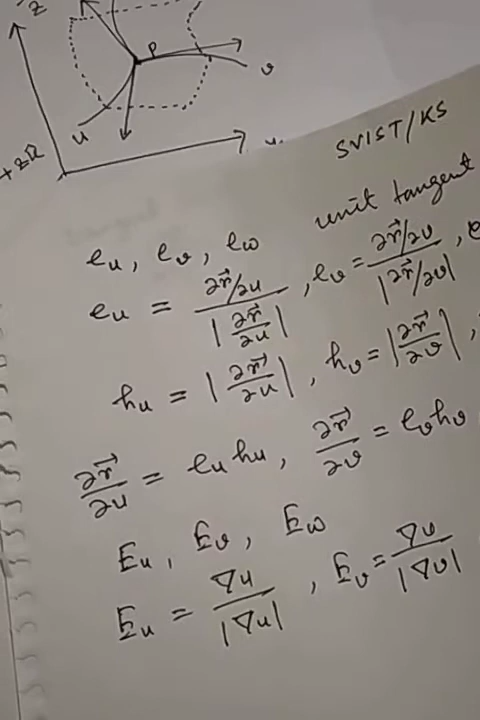 z
P
v
u
SVIST/KS
e_u, e_v, e_w unit tangent
e_u = (∂r⃗/∂u) / |∂r⃗/∂u|, e_v = (∂r⃗/∂v) / |∂r⃗/∂v|, e
h_u = |∂r⃗/∂u|, h_v = |∂r⃗/∂v|,
∂r⃗/∂u = e_u h_u, ∂r⃗/∂v = e_v h_v
E_u, E_v, E_w
E_u = ∇u / |∇u|, E_v = ∇v / |∇v|